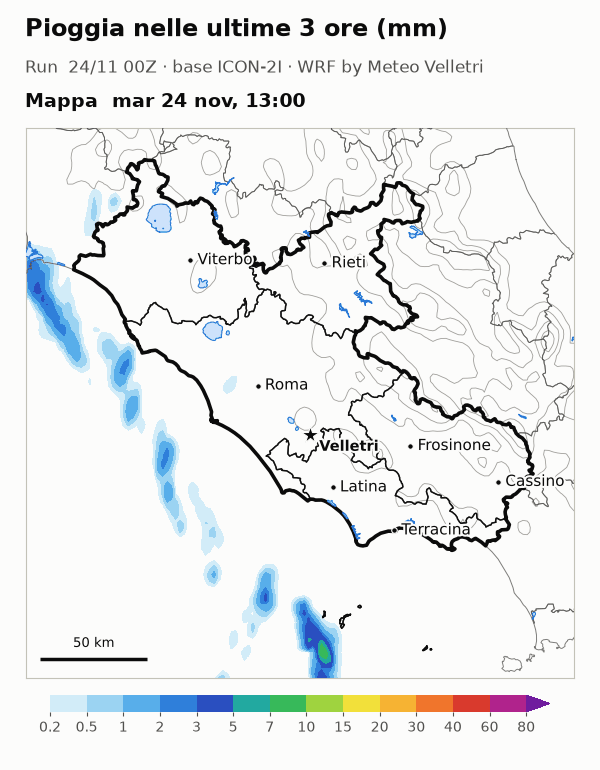 Pioggia nelle ultime 3 ore (mm)
Run 24/11 00Z · base ICON-2I · WRF by Meteo Velletri
Mappa mar 24 nov, 13:00
Viterbo
Rieti
Roma
Velletri
Frosinone
Cassino
Latina
Terracina
50 km
0.2 0.5 1 2 3 5 7 10 15 20 30 40 60 80